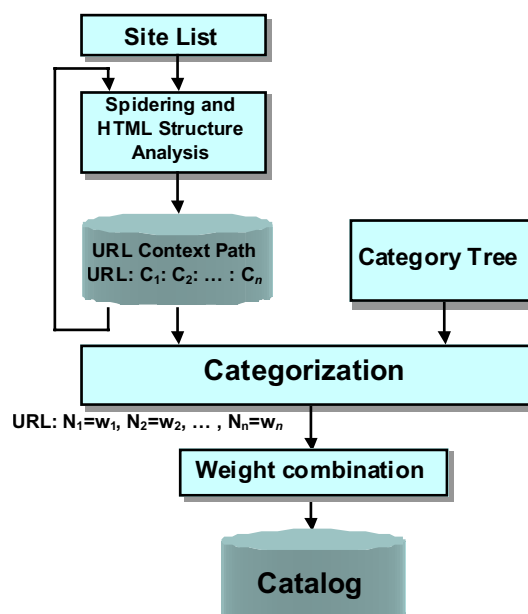 Site List
Spidering and
HTML Structure
Analysis
URL Context Path
URL: C₁: C₂: … : Cₙ
Category Tree
Categorization
URL: N₁=w₁, N₂=w₂, … , Nₙ=wₙ
Weight combination
Catalog